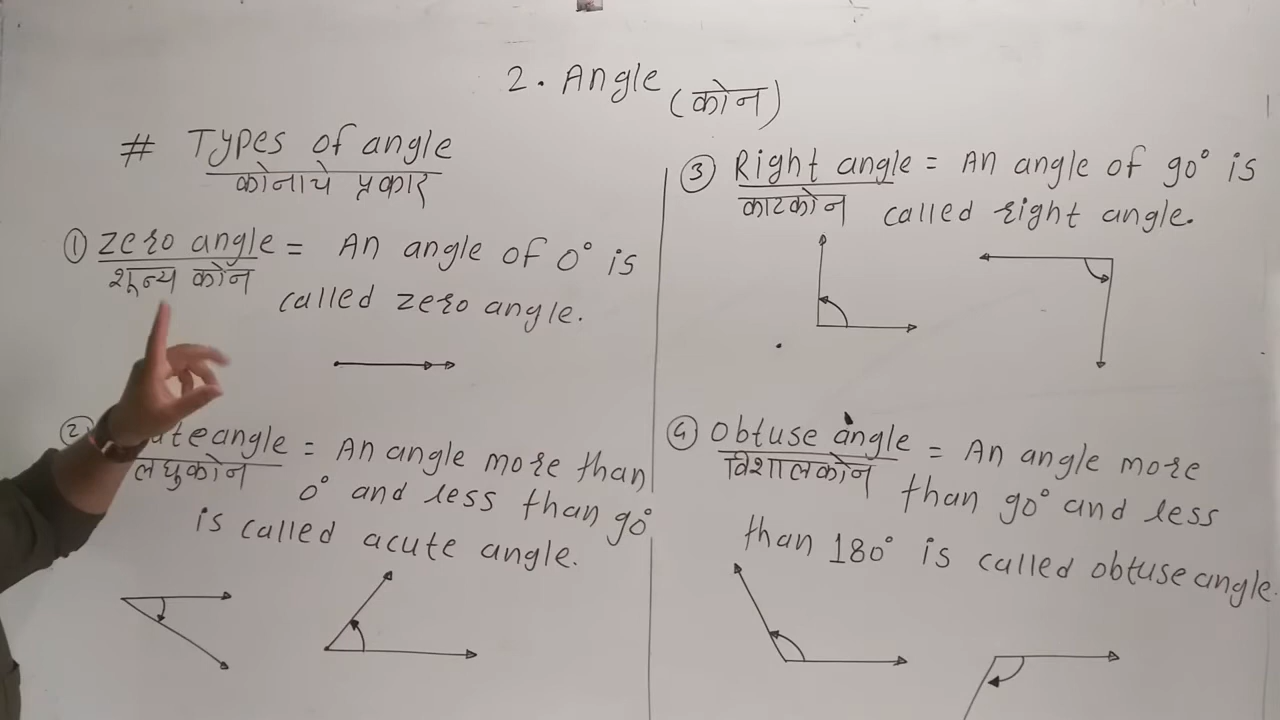 2. Angle (कोन)
# Types of angle
कोनाचे प्रकार
① Zero angle = An angle of 0° is
शून्य कोन called zero angle.
② angle = An angle more than
लघुकोन 0° and less than 90°
is called acute angle.
③ Right angle = An angle of 90° is
काटकोन called right angle.
④ Obtuse angle = An angle more
विशालकोन than 90° and less
than 180° is called obtuse angle.